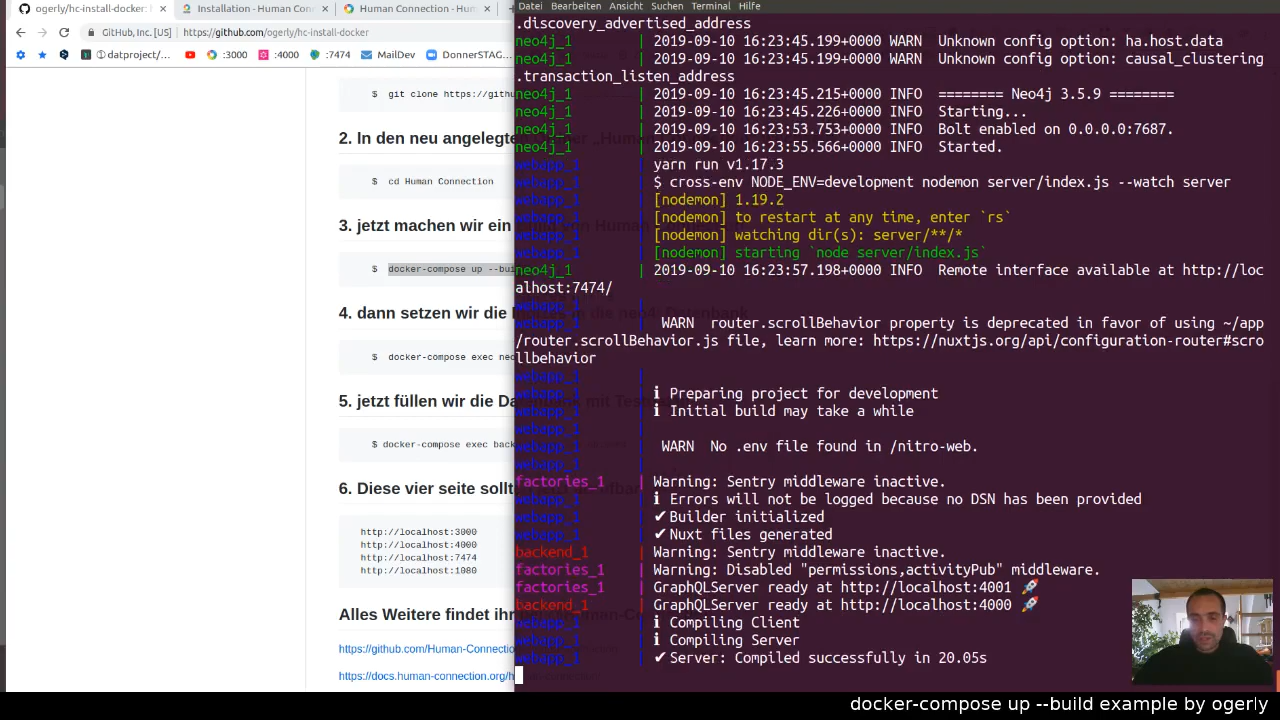 ogerly/hc-install-docker:
Installation - Human Con
Human Connection - Hum
GitHub, Inc. [US]
https://github.com/ogerly/hc-install-docker
datproject/...
:3000
:4000
:7474
MailDev
DonnerSTAG...
$ git clone https://githu
2. In den neu angelegte
$ cd Human Connection
3. jetzt machen wir ein
$ docker-compose up --bui
4. dann setzen wir die Indices in die neo4j Datenbank
$ docker-compose exec neo
5. jetzt füllen wir die Datenbank mit Test
$ docker-compose exec back
6. Diese vier seite sollt
http://localhost:3000
http://localhost:4000
http://localhost:7474
http://localhost:1080
Alles Weitere findet ihr
https://github.com/Human-Connectio
https://docs.human-connection.org/
Datei Bearbeiten Ansicht Suchen Terminal Hilfe
.discovery_advertised_address
neo4j_1 | 2019-09-10 16:23:45.199+0000 WARN Unknown config option: ha.host.data
neo4j_1 | 2019-09-10 16:23:45.199+0000 WARN Unknown config option: causal_clustering
.transaction_listen_address
neo4j_1 | 2019-09-10 16:23:45.215+0000 INFO ======== Neo4j 3.5.9 ========
neo4j_1 | 2019-09-10 16:23:45.226+0000 INFO Starting...
neo4j_1 | 2019-09-10 16:23:53.753+0000 INFO Bolt enabled on 0.0.0.0:7687.
neo4j_1 | 2019-09-10 16:23:55.566+0000 INFO Started.
webapp_1 | yarn run v1.17.3
webapp_1 | $ cross-env NODE_ENV=development nodemon server/index.js --watch server
webapp_1 | [nodemon] 1.19.2
webapp_1 | [nodemon] to restart at any time, enter `rs`
webapp_1 | [nodemon] watching dir(s): server/**/*
webapp_1 | [nodemon] starting `node server/index.js`
neo4j_1 | 2019-09-10 16:23:57.198+0000 INFO Remote interface available at http://loc
alhost:7474/
webapp_1 |
webapp_1 | WARN router.scrollBehavior property is deprecated in favor of using ~/app
/router.scrollBehavior.js file, learn more: https://nuxtjs.org/api/configuration-router#scro
llbehavior
webapp_1 |
webapp_1 | ℹ Preparing project for development
webapp_1 | ℹ Initial build may take a while
webapp_1 |
webapp_1 | WARN No .env file found in /nitro-web.
webapp_1 |
factories_1 | Warning: Sentry middleware inactive.
webapp_1 | ℹ Errors will not be logged because no DSN has been provided
webapp_1 | ✔ Builder initialized
webapp_1 | ✔ Nuxt files generated
backend_1 | Warning: Sentry middleware inactive.
factories_1 | Warning: Disabled "permissions,activityPub" middleware.
factories_1 | GraphQLServer ready at http://localhost:4001 🚀
backend_1 | GraphQLServer ready at http://localhost:4000 🚀
webapp_1 | ℹ Compiling Client
webapp_1 | ℹ Compiling Server
webapp_1 | ✔ Server: Compiled successfully in 20.05s
docker-compose up --build example by ogerly